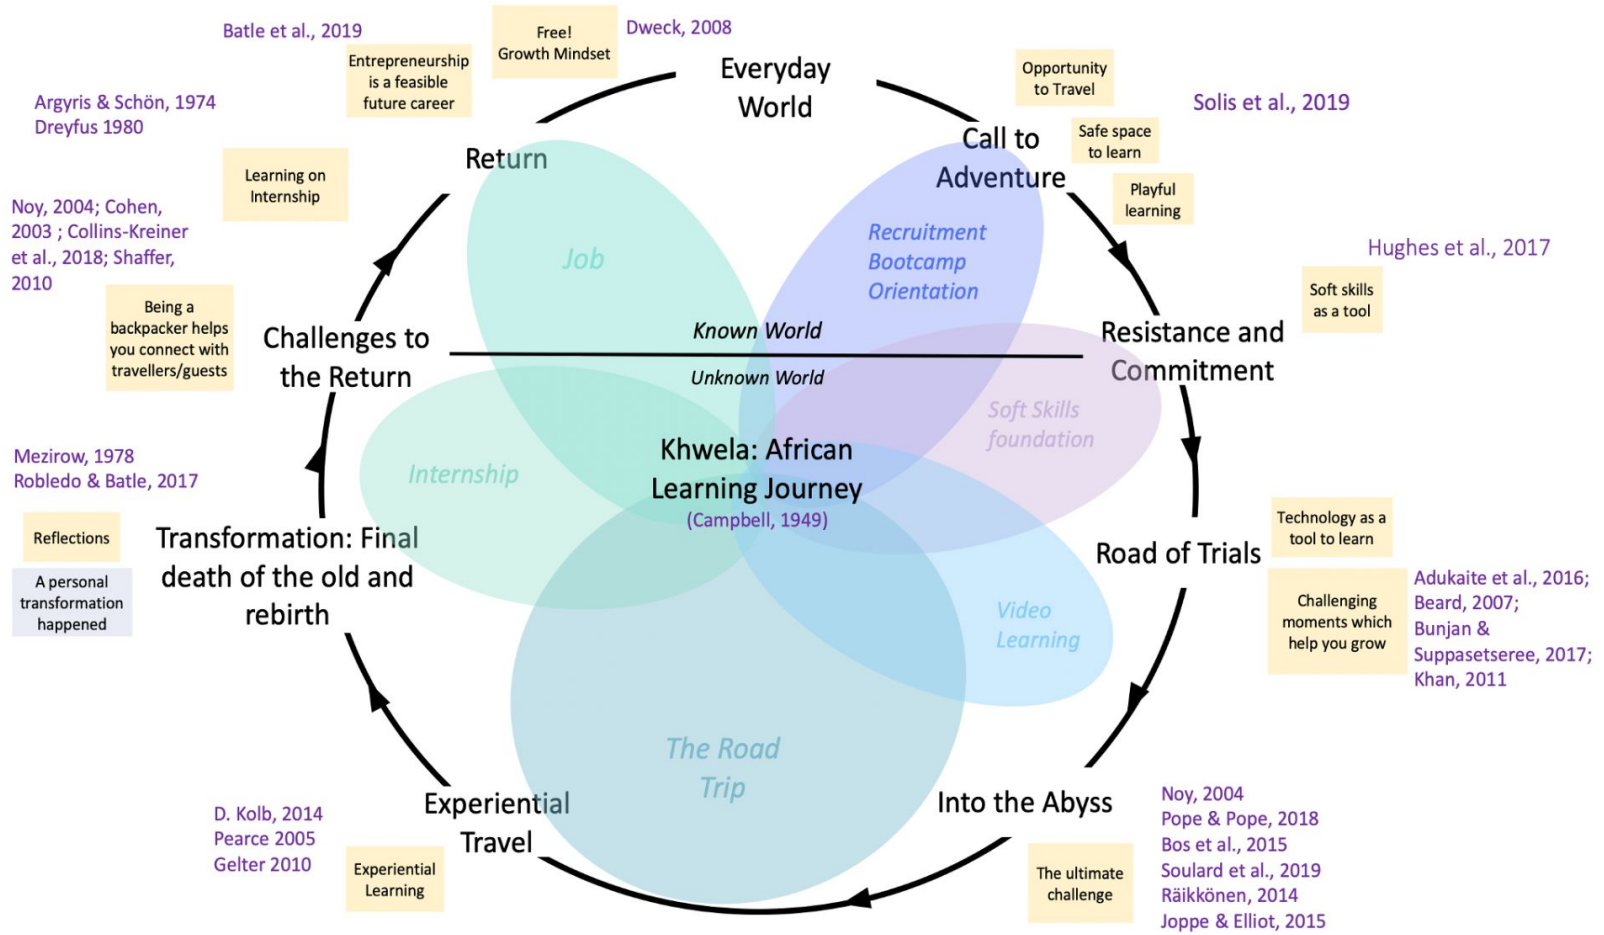 Batle et al., 2019
Free!
Growth Mindset
Dweck, 2008
Entrepreneurship
is a feasible
future career
Everyday
World
Opportunity
to Travel
Solis et al., 2019
Argyris & Schön, 1974
Dreyfus 1980
Return
Call to
Adventure
Safe space
to learn
Playful
learning
Learning on
Internship
Noy, 2004; Cohen,
2003 ; Collins-Kreiner
et al., 2018; Shaffer,
2010
Job
Recruitment
Bootcamp
Orientation
Hughes et al., 2017
Soft skills
as a tool
Being a
backpacker helps
you connect with
travellers/guests
Challenges to
the Return
Known World
Unknown World
Resistance and
Commitment
Soft Skills
foundation
Internship
Khwela: African
Learning Journey
(Campbell, 1949)
Mezirow, 1978
Robledo & Batle, 2017
Reflections
A personal
transformation
happened
Transformation: Final
death of the old and
rebirth
Road of Trials
Technology as a
tool to learn
Challenging
moments which
help you grow
Adukaite et al., 2016;
Beard, 2007;
Bunjan &
Suppasetseree, 2017;
Khan, 2011
Video
Learning
The Road
Trip
Experiential
Travel
D. Kolb, 2014
Pearce 2005
Gelter 2010
Experiential
Learning
Into the Abyss
The ultimate
challenge
Noy, 2004
Pope & Pope, 2018
Bos et al., 2015
Soulard et al., 2019
Räikkönen, 2014
Joppe & Elliot, 2015